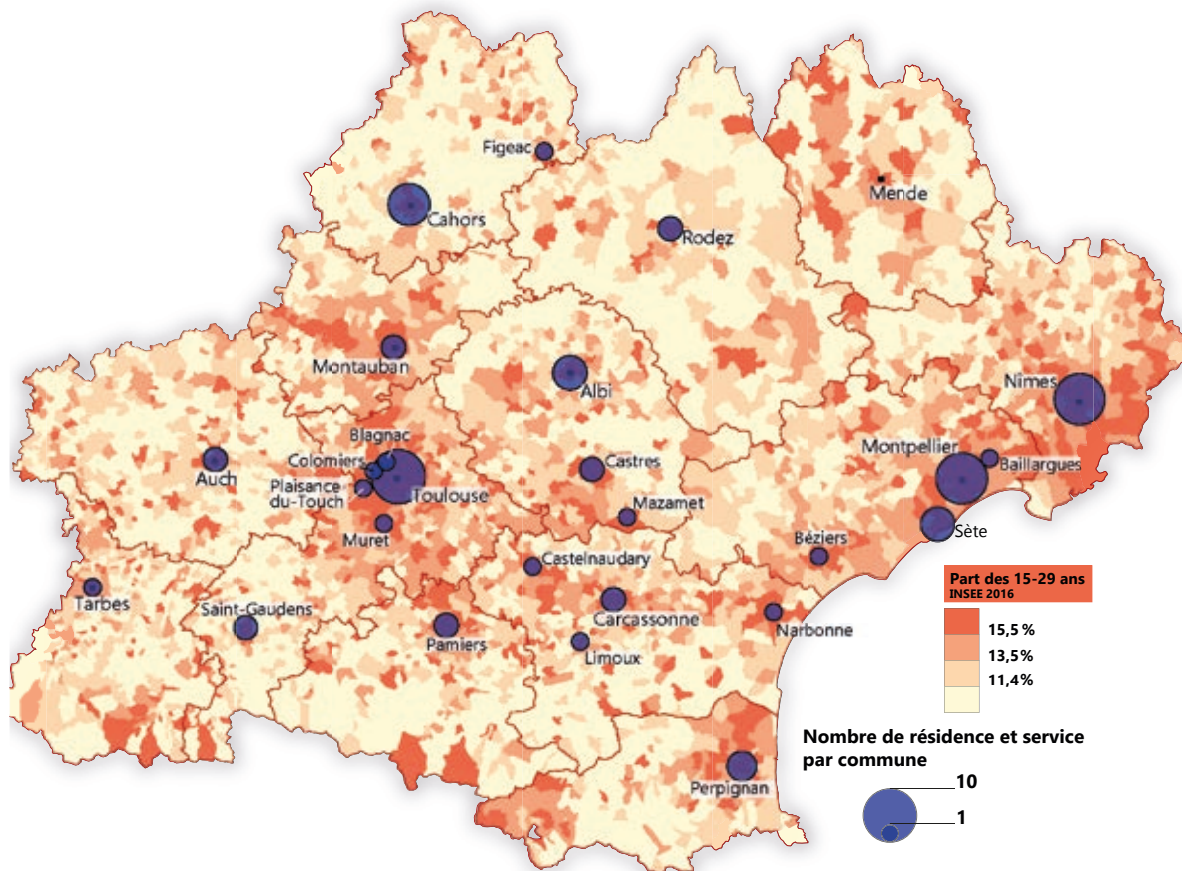 Figeac
Cahors
Mende
Rodez
Montauban
Albi
Nîmes
Blagnac
Colomiers
Auch
Plaisance
du-Touch
Toulouse
Castres
Montpellier
Baillargues
Mazamet
Muret
Sète
Béziers
Castelnaudary
Tarbes
Saint-Gaudens
Carcassonne
Narbonne
Pamiers
Limoux
Perpignan
Part des 15-29 ans
INSEE 2016
15,5 %
13,5 %
11,4 %
Nombre de résidence et service
par commune
10
1